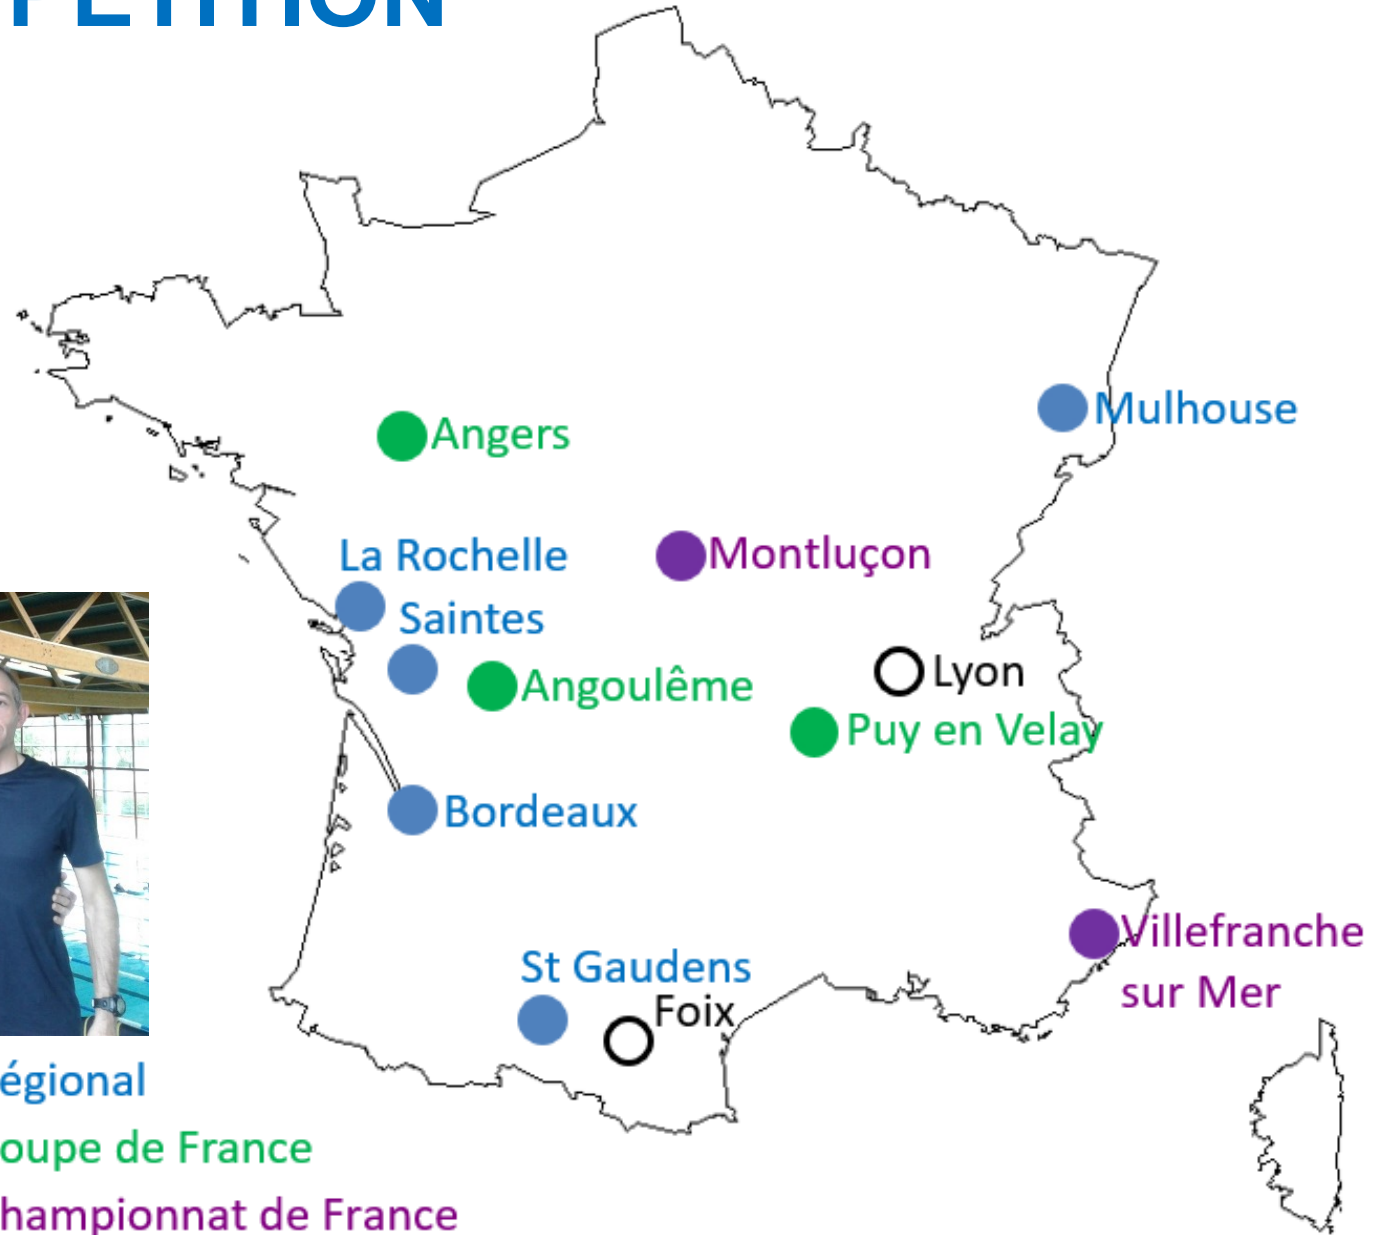 PETITION
Mulhouse
Angers
Montluçon
La Rochelle
Saintes
Lyon
Angoulême
Puy en Velay
Bordeaux
Villefranche
sur Mer
St Gaudens
Foix
égional
oupe de France
hampionnat de France